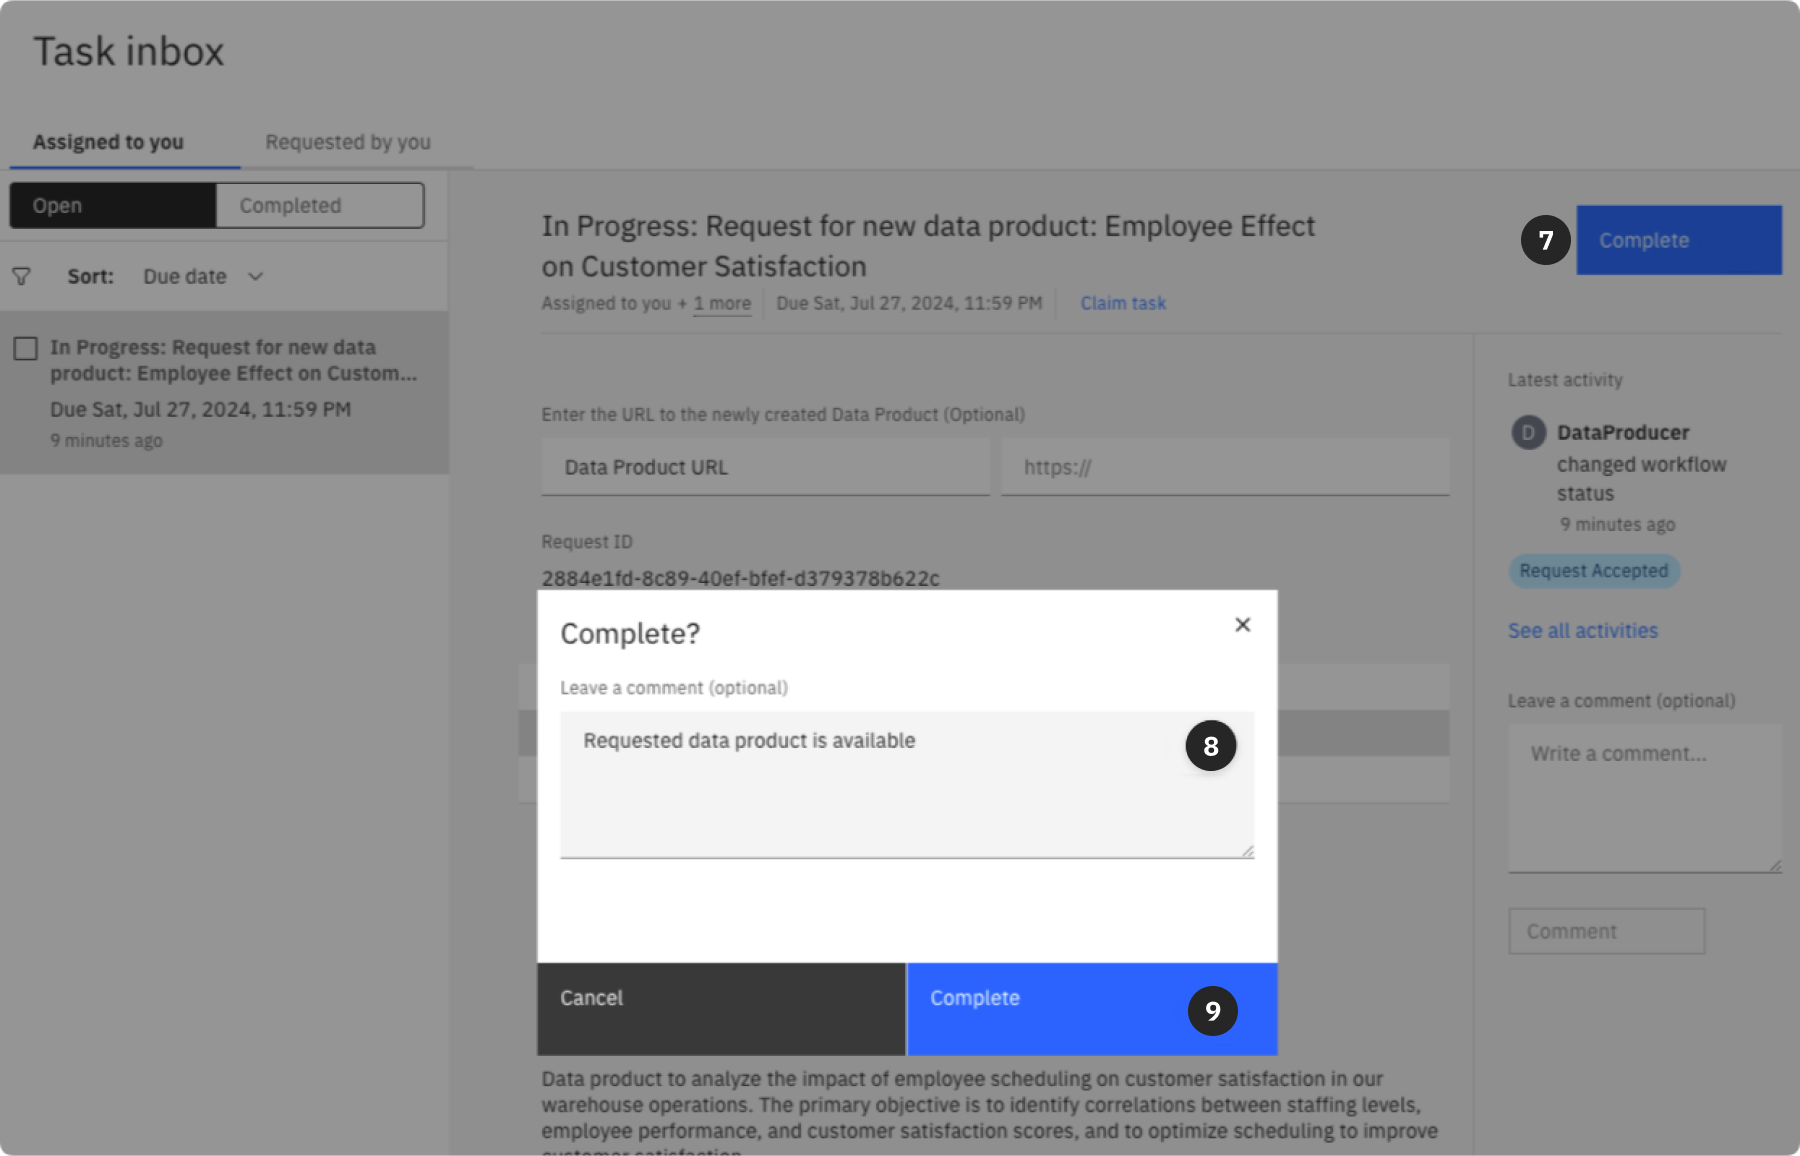 Task inbox
Assigned to you
Requested by you
Open
Completed
Sort: Due date
In Progress: Request for new data
product: Employee Effect on Custom...
Due Sat, Jul 27, 2024, 11:59 PM
9 minutes ago
In Progress: Request for new data product: Employee Effect
on Customer Satisfaction
Assigned to you + 1 more
Due Sat, Jul 27, 2024, 11:59 PM
Claim task
7
Complete
Enter the URL to the newly created Data Product (Optional)
Data Product URL
https://
Request ID
2884e1fd-8c89-40ef-bfef-d379378b622c
Complete?
Leave a comment (optional)
Requested data product is available
8
Cancel
Complete
9
Data product to analyze the impact of employee scheduling on customer satisfaction in our
warehouse operations. The primary objective is to identify correlations between staffing levels,
employee performance, and customer satisfaction scores, and to optimize scheduling to improve
customer satisfaction.
Latest activity
D
DataProducer
changed workflow
status
9 minutes ago
Request Accepted
See all activities
Leave a comment (optional)
Write a comment...
Comment